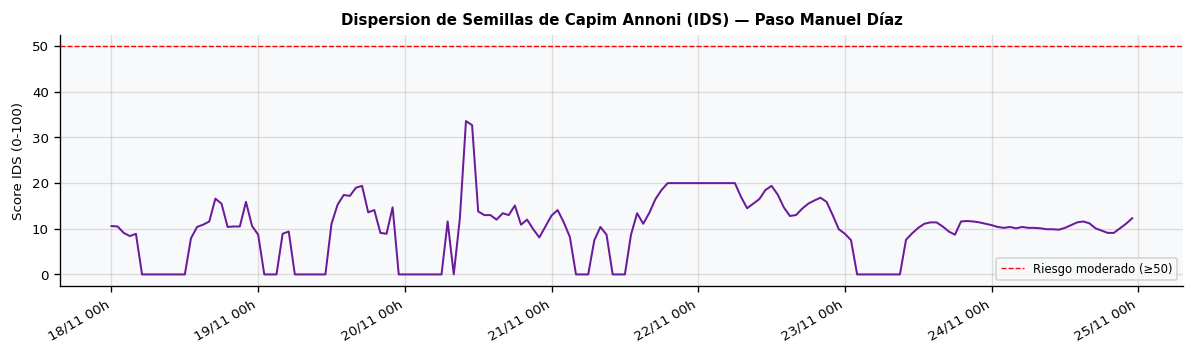 Dispersion de Semillas de Capim Annoni (IDS) — Paso Manuel Díaz
Score IDS (0-100)
50
40
30
20
10
0
Riesgo moderado (≥50)
18/11 00h
19/11 00h
20/11 00h
21/11 00h
22/11 00h
23/11 00h
24/11 00h
25/11 00h